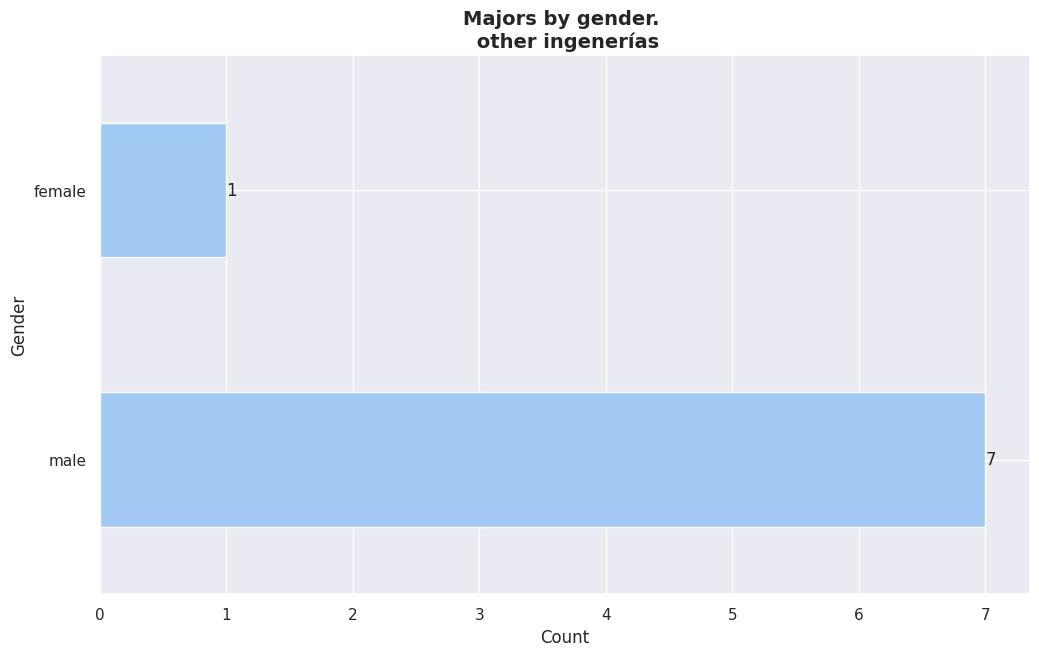 Majors by gender.
other ingenerías
female
1
Gender
male
7
0 1 2 3 4 5 6 7
Count